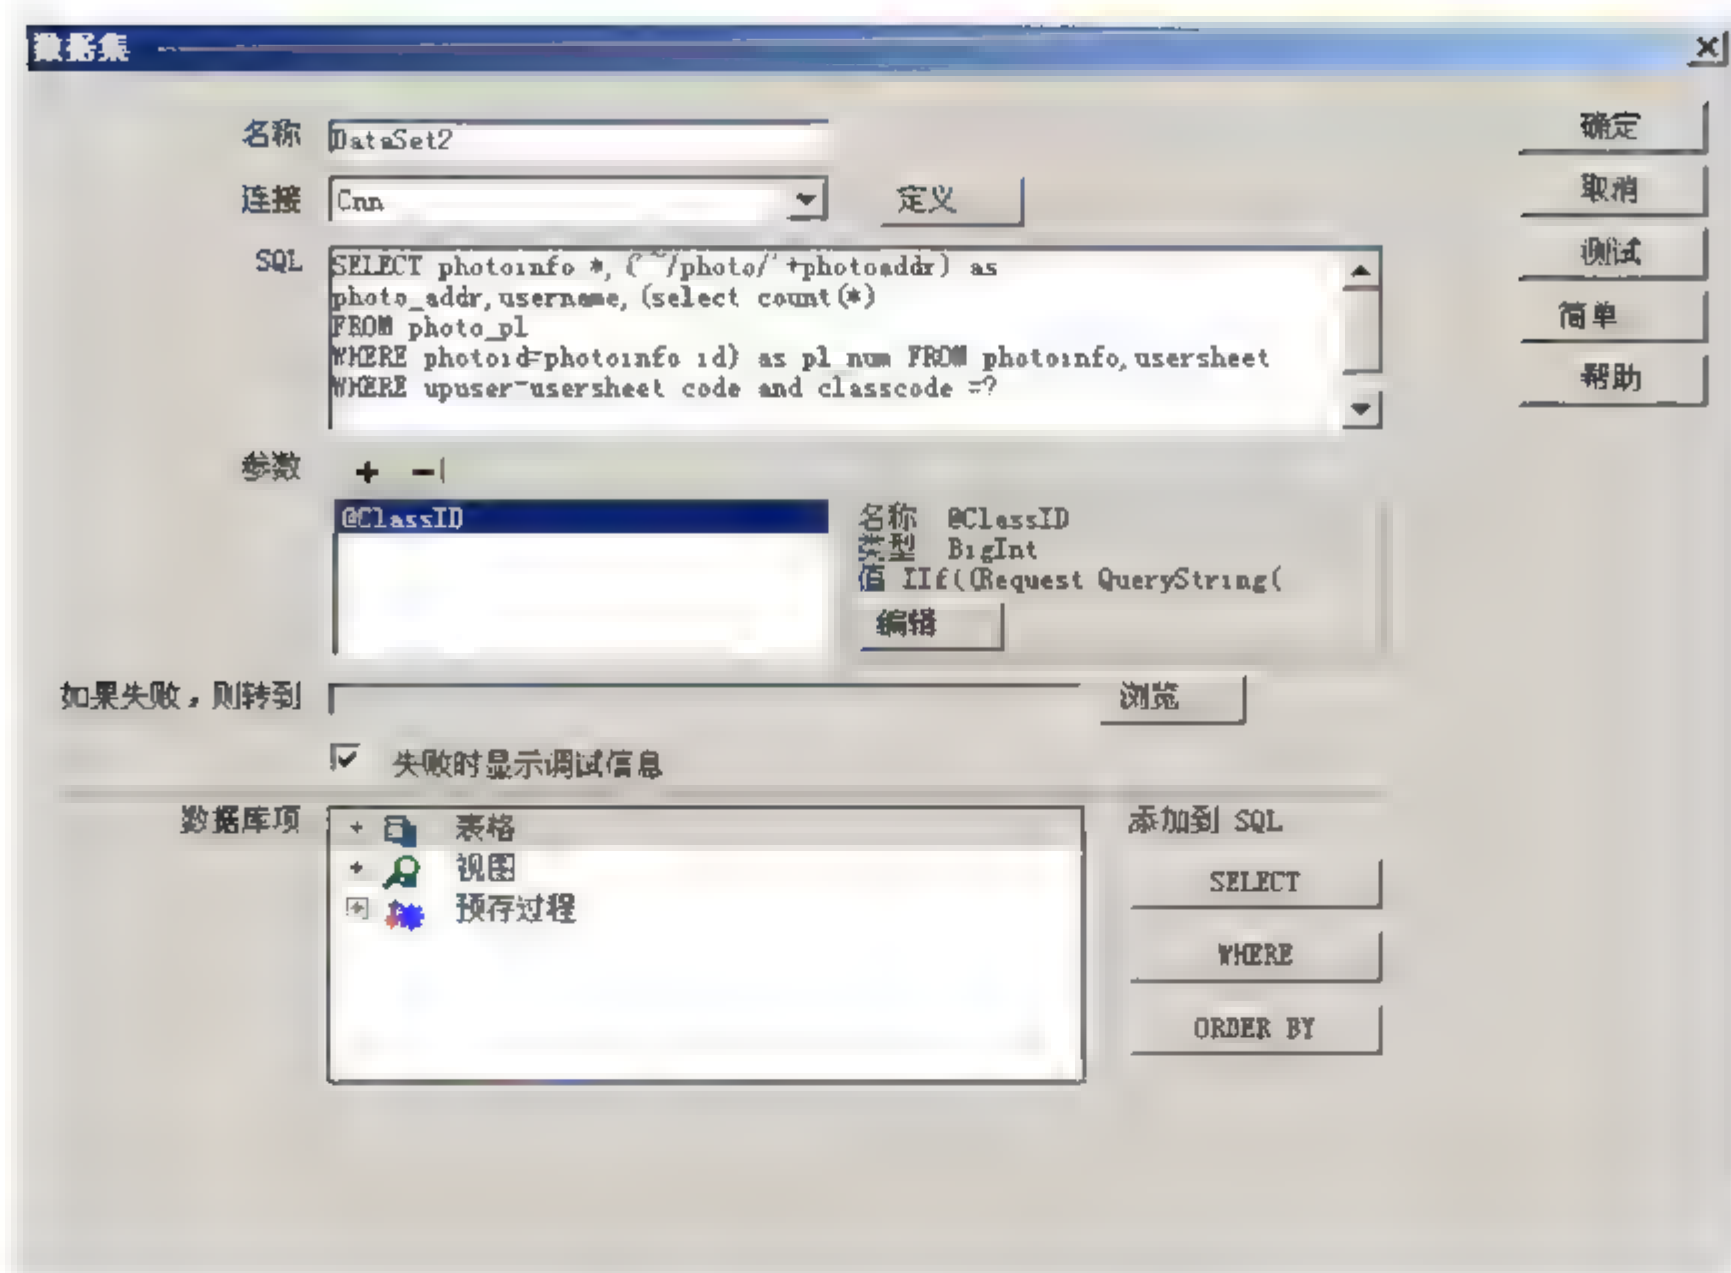 数据集
名称 DataSet2
连接 Cnn 定义
SQL SELECT photoinfo *, ( ~/photo/' +photoaddr) as
photo_addr,username,(select count(*)
FROM photo_pl
WHERE photoid=photoinfo id) as pl_num FROM photoinfo,usersheet
WHERE upuser=usersheet code and classcode =?
参数 + -
@ClassID
名称 @ClassID
类型 BigInt
值 IIf((Request QueryString(
编辑
如果失败，则转到 浏览
失败时显示调试信息
数据库项
表格
视图
预存过程
添加到 SQL
SELECT
WHERE
ORDER BY
确定
取消
测试
简单
帮助